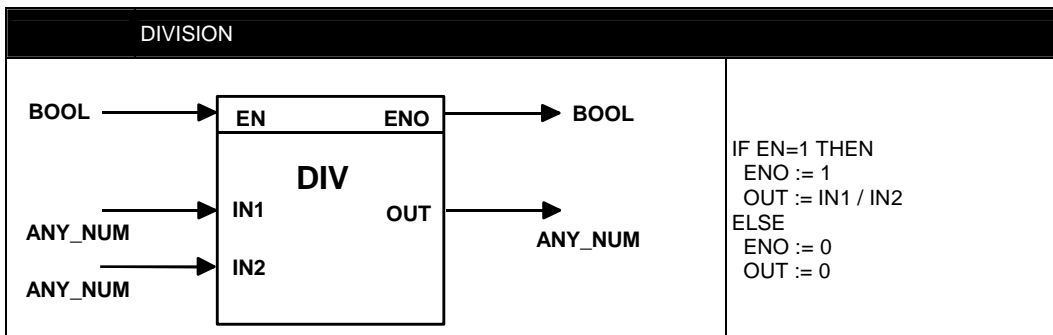 DIVISION
BOOL
EN
ENO
BOOL
DIV
IN1
OUT
ANY_NUM
ANY_NUM
IN2
ANY_NUM
IF EN=1 THEN
ENO := 1
OUT := IN1 / IN2
ELSE
ENO := 0
OUT := 0